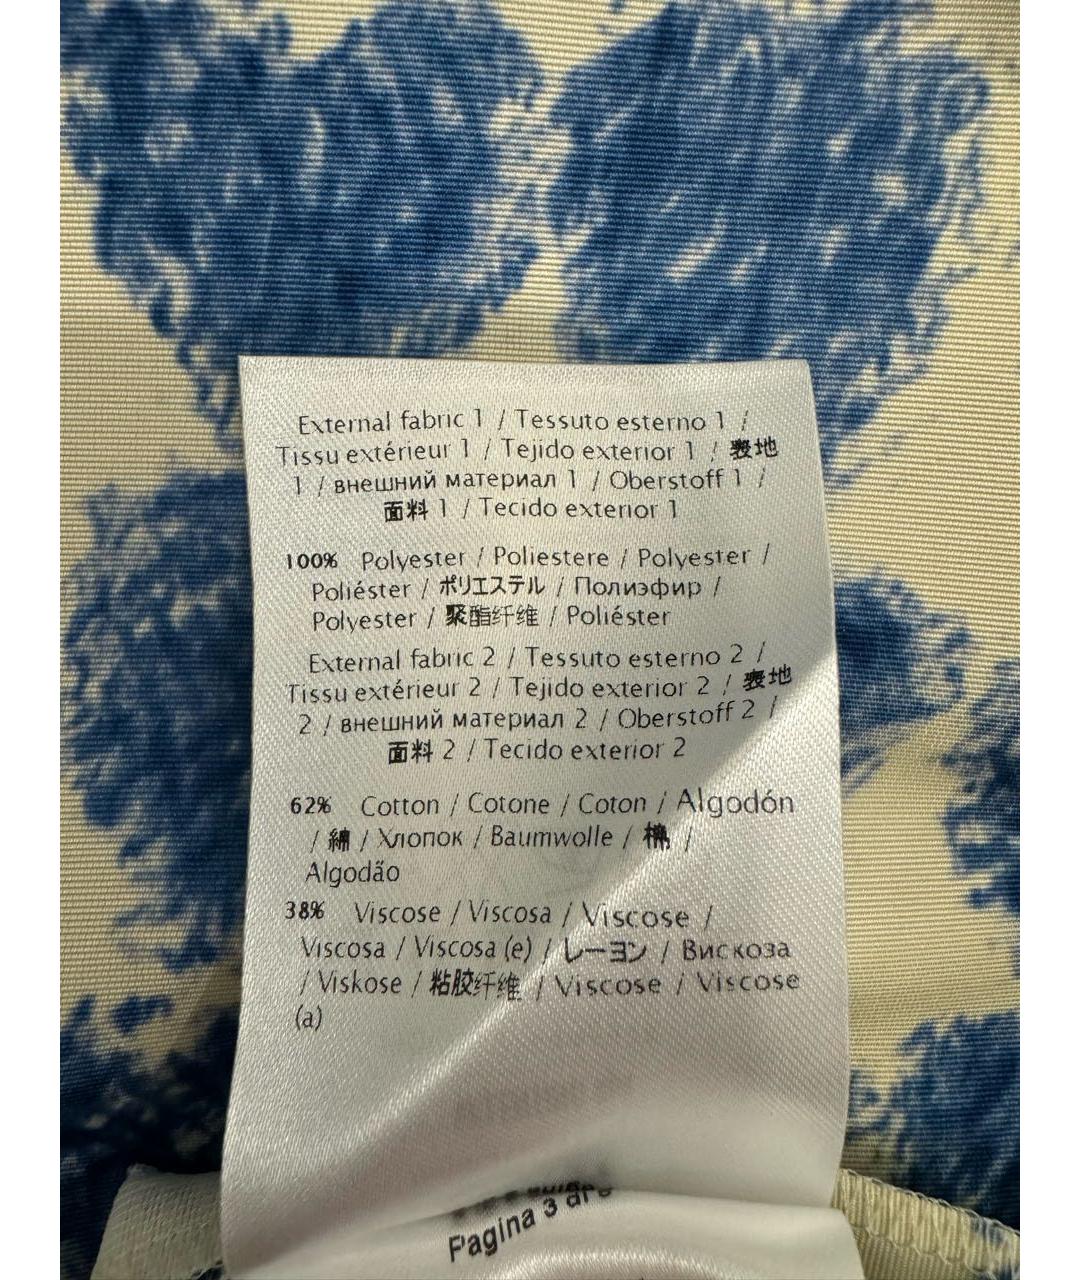 External fabric 1 / Tessuto esterno 1 /
Tissu extérieur 1 / Tejido exterior 1 / 表地
1 / внешний материал 1 / Oberstoff 1 /
面料 1 / Tecido exterior 1
100% Polyester / Poliestere / Polyester /
Poliéster / ポリエステル / Полиэфир /
Polyester / 聚酯纤维 / Poliéster
External fabric 2 / Tessuto esterno 2 /
Tissu extérieur 2 / Tejido exterior 2 / 表地
2 / внешний материал 2 / Oberstoff 2 /
面料 2 / Tecido exterior 2
62% Cotton / Cotone / Coton / Algodón
/ 綿 / Хлопок / Baumwolle / 棉 /
Algodão
38% Viscose / Viscosa / Viscose /
Viscosa / Viscosa (e) / レーヨン / Вискоза
/ Viskose / 粘胶纤维 / Viscose / Viscose
(a)
Pagina 3